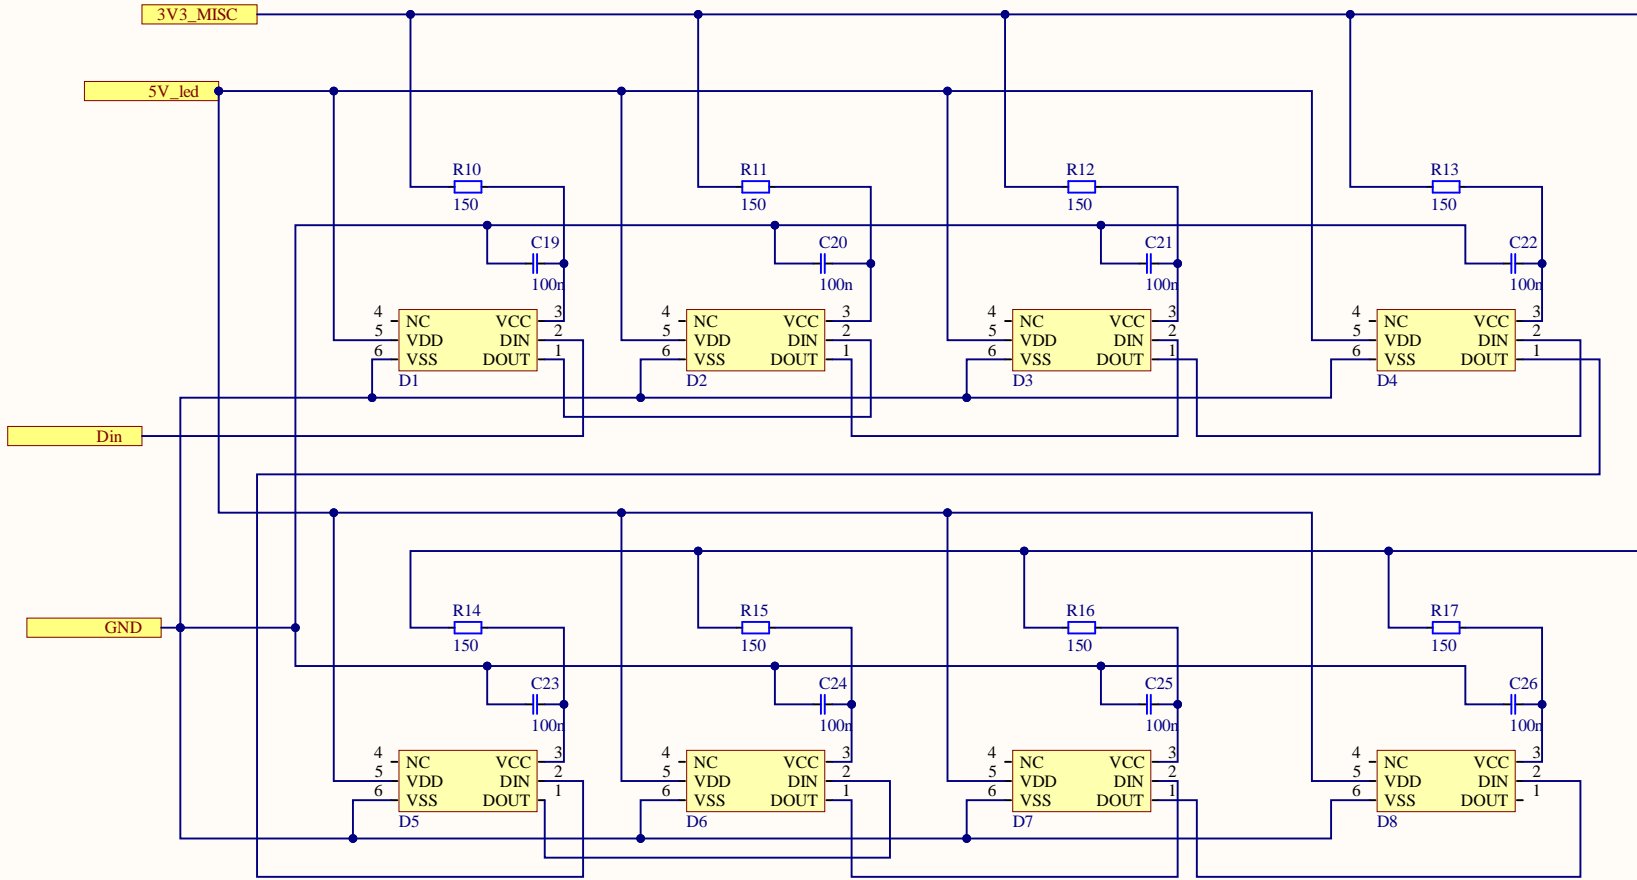 3V3_MISC
5V_led
R10 R11 R12 R13
150 150 150 150
C19 C20 C21 C22
100n 100n 100n 100n
4 NC VCC 3 4 NC VCC 3 4 NC VCC 3 4 NC VCC 3
5 VDD DIN 2 5 VDD DIN 2 5 VDD DIN 2 5 VDD DIN 2
6 VSS DOUT 1 6 VSS DOUT 1 6 VSS DOUT 1 6 VSS DOUT 1
D1 D2 D3 D4
Din
R14 R15 R16 R17
GND
150 150 150 150
C23 C24 C25 C26
100n 100n 100n 100n
4 NC VCC 3 4 NC VCC 3 4 NC VCC 3 4 NC VCC 3
5 VDD DIN 2 5 VDD DIN 2 5 VDD DIN 2 5 VDD DIN 2
6 VSS DOUT 1 6 VSS DOUT 1 6 VSS DOUT 1 6 VSS DOUT 1
D5 D6 D7 D8